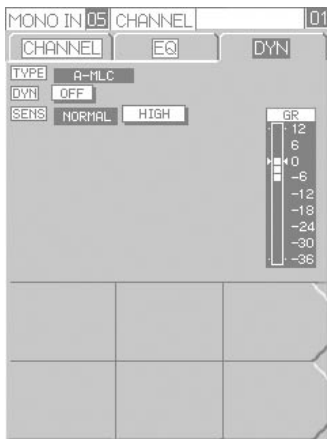 MONO IN 05 CHANNEL 01
CHANNEL EQ DYN
TYPE A-MLC
DYN OFF
SENS NORMAL HIGH
GR
12
6
0
-6
-12
-18
-24
-30
-36